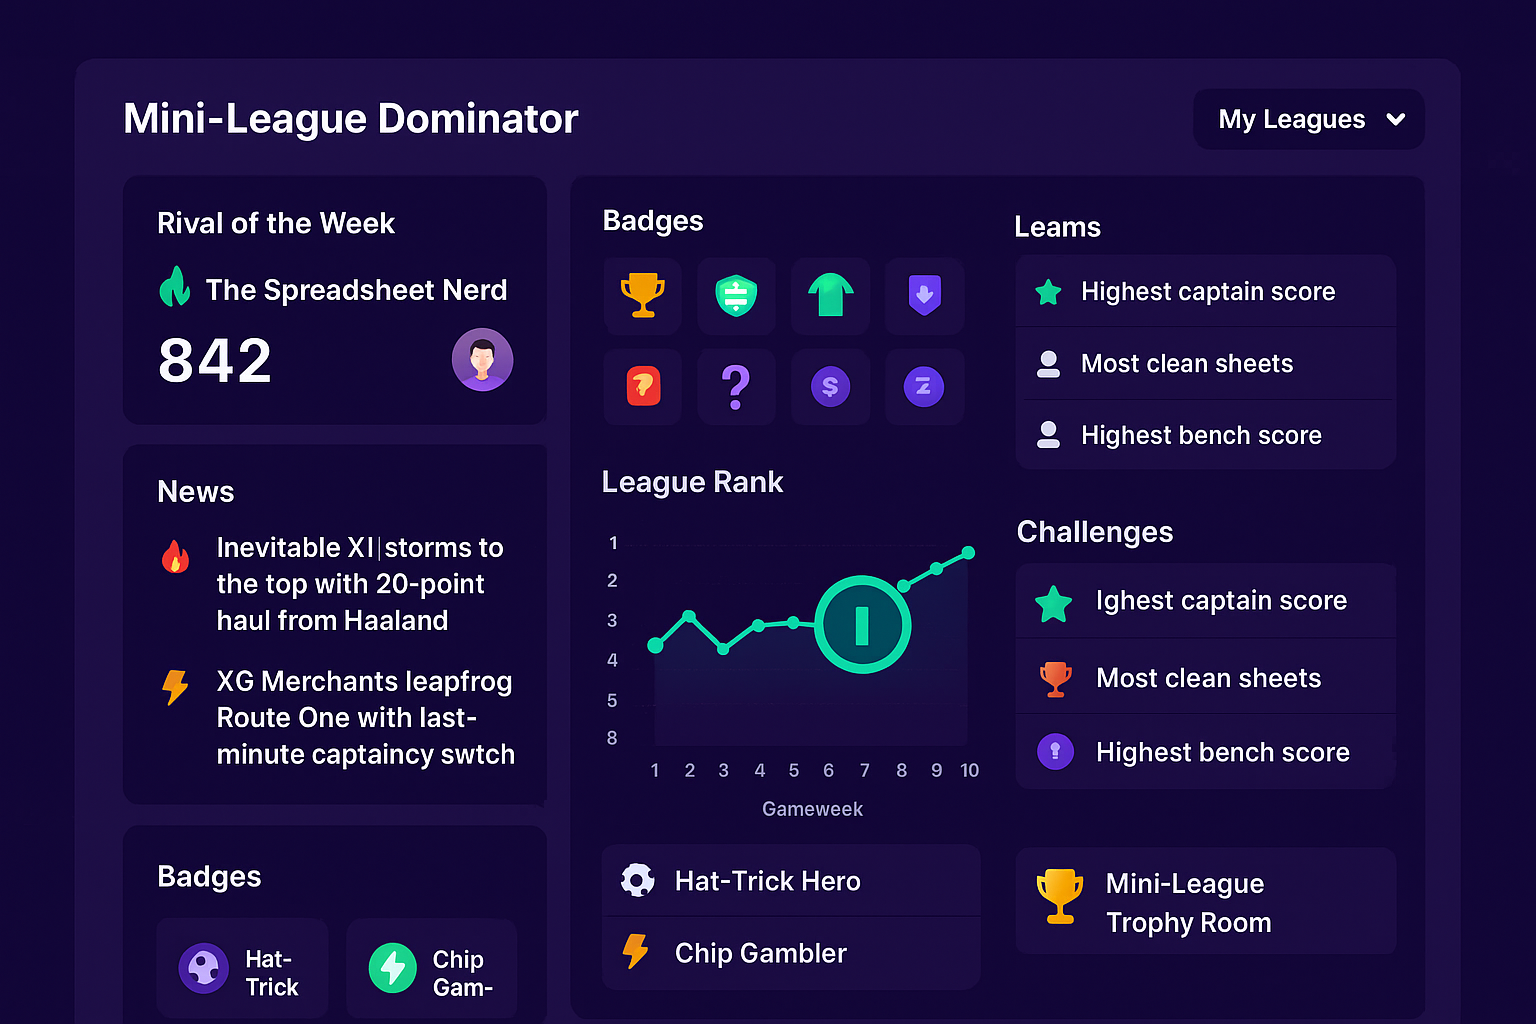 Mini-League Dominator
My Leagues
Rival of the Week
The Spreadsheet Nerd
842
News
Inevitable XI|storms to
the top with 20-point
haul from Haaland
XG Merchants leapfrog
Route One with last-
minute captaincy swtch
Badges
Hat-
Trick
Chip
Gam-
Badges
?
$
Z
League Rank
1
2
3
4
5
8
1 2 3 4 5 6 7 8 9 10
Gameweek
Hat-Trick Hero
Chip Gambler
Leams
Highest captain score
Most clean sheets
Highest bench score
Challenges
Ighest captain score
Most clean sheets
Highest bench score
Mini-League
Trophy Room